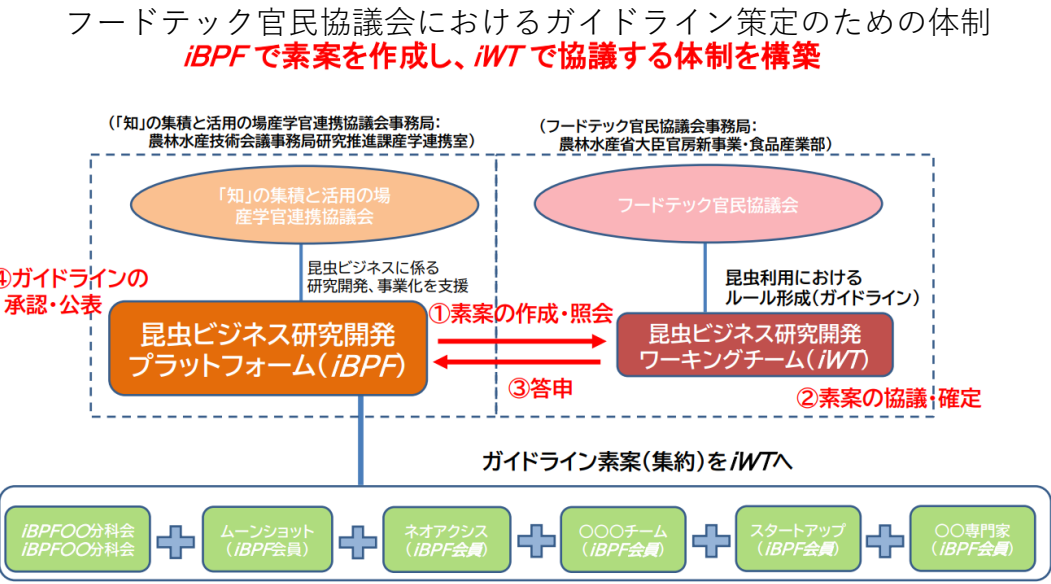 フードテック官民協議会におけるガイドライン策定のための体制
iBPFで素案を作成し、iWTで協議する体制を構築
(「知」の集積と活用の場産学官連携協議会事務局:
農林水産技術会議事務局研究推進課産学連携室)
(フードテック官民協議会事務局:
農林水産省大臣官房新事業・食品産業部)
「知」の集積と活用の場
産学官連携協議会
フードテック官民協議会
昆虫ビジネスに係る
研究開発、事業化を支援
昆虫利用における
ルール形成(ガイドライン)
④ガイドラインの
承認・公表
昆虫ビジネス研究開発
プラットフォーム(iBPF)
①素案の作成・照会
③答申
昆虫ビジネス研究開発
ワーキングチーム(iWT)
②素案の協議・確定
ガイドライン素案(集約)をiWTへ
iBPF〇〇分科会
iBPF〇〇分科会
ムーンショット
(iBPF会員)
ネオアクシス
(iBPF会員)
〇〇〇チーム
(iBPF会員)
スタートアップ
(iBPF会員)
〇〇専門家
(iBPF会員)